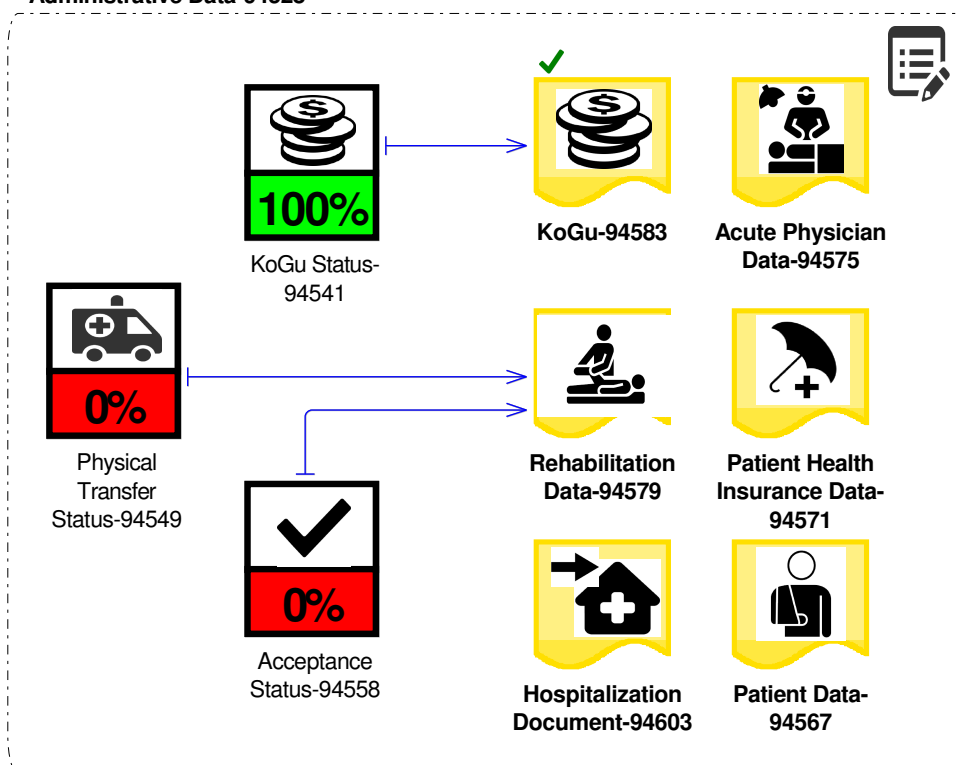 100%
KoGu Status-
94541
KoGu-94583
Acute Physician
Data-94575
0%
Physical
Transfer
Status-94549
Rehabilitation
Data-94579
Patient Health
Insurance Data-
94571
0%
Acceptance
Status-94558
Hospitalization
Document-94603
Patient Data-
94567